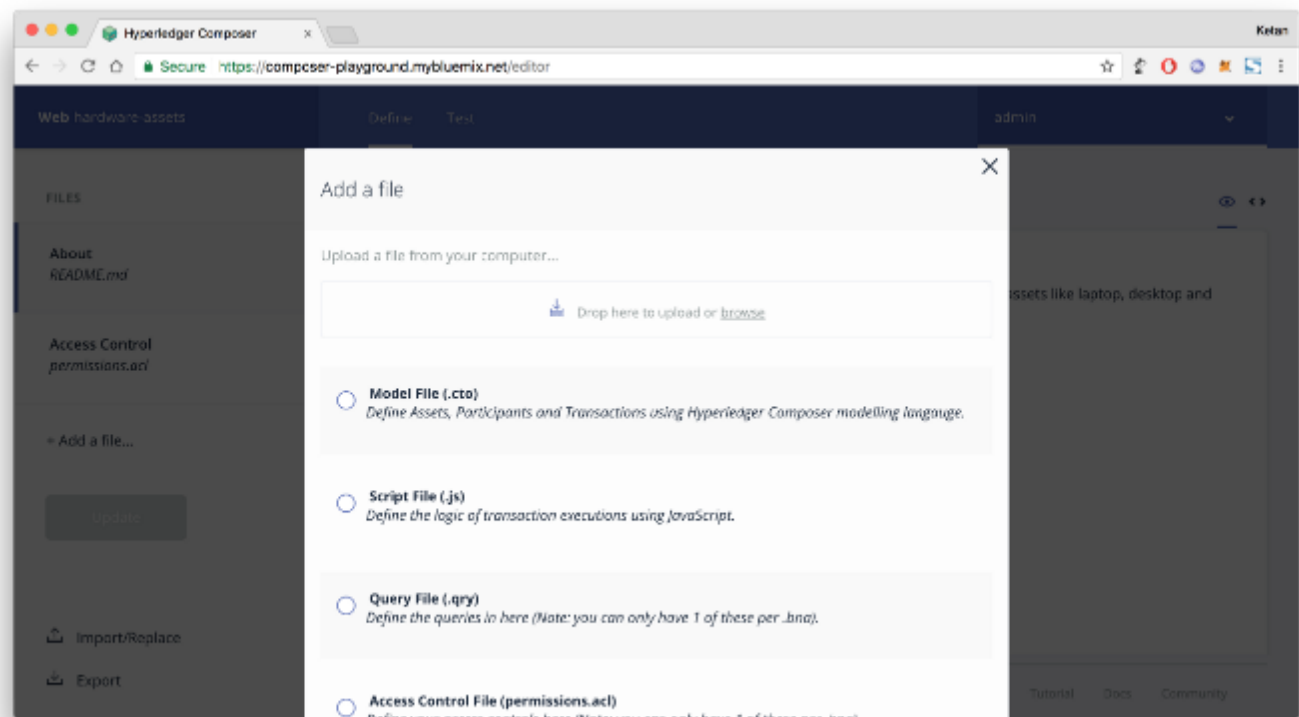 Hyperledger Composer
Ketan
Secure https://composer-playground.mybluemix.net/editor
Web hardware-assets
Define
Test
admin
Add a file
FILES
Upload a file from your computer...
About
README.md
ssets like laptop, desktop and
Drop here to upload or browse
Access Control
permissions.acl
Model File (.cto)
Define Assets, Participants and Transactions using Hyperledger Composer modelling langauge.
+ Add a file...
Script File (.js)
Define the logic of transaction executions using JavaScript.
Update
Query File (.qry)
Define the queries in here (Note: you can only have 1 of these per .bna).
Import/Replace
Export
Access Control File (permissions.acl)
Tutorial
Docs
Community